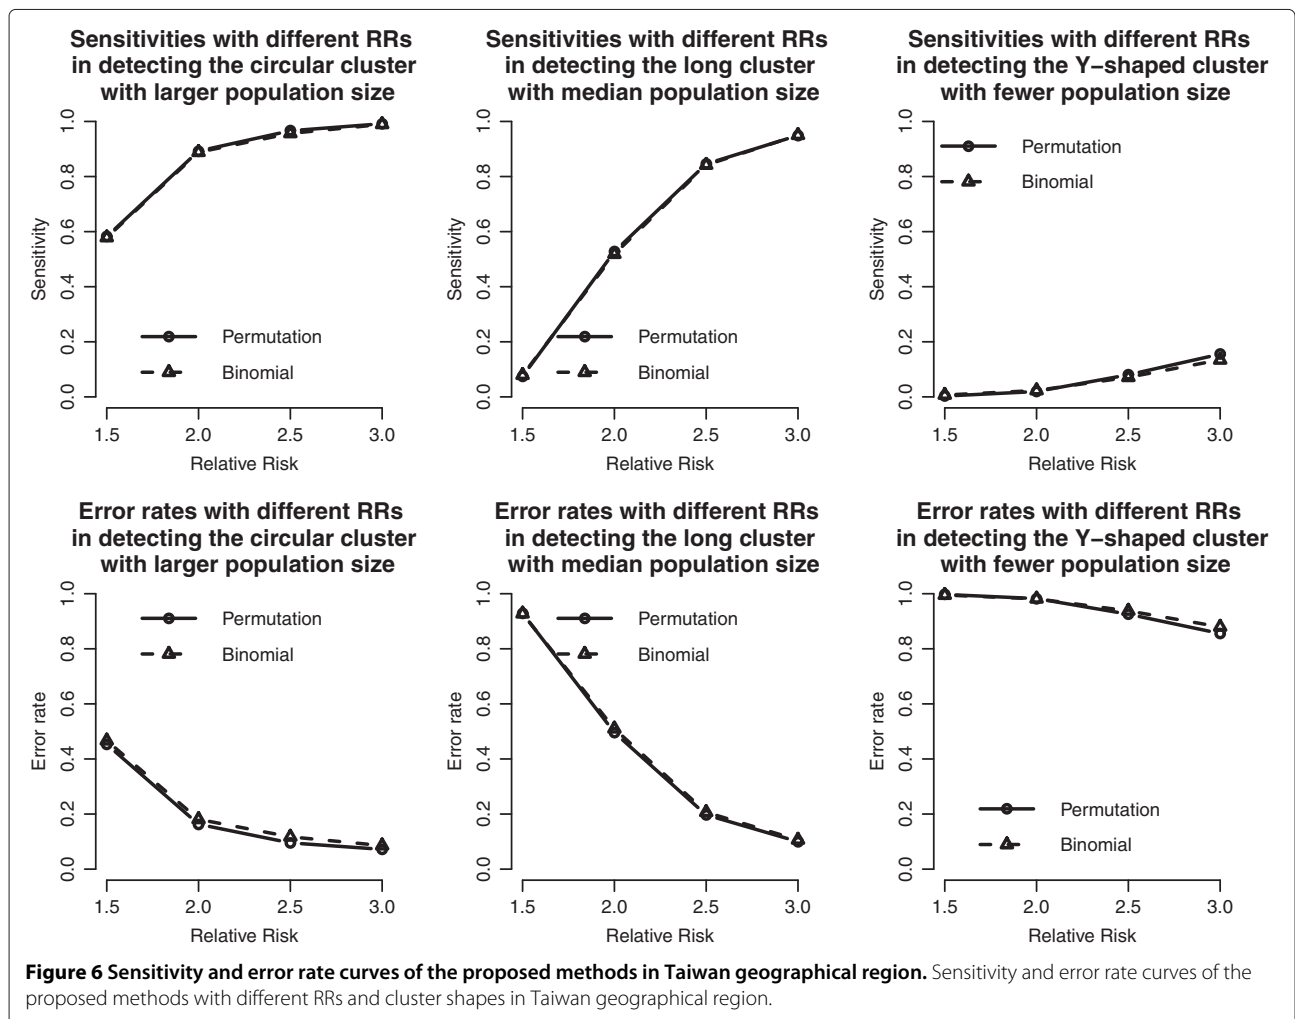 Sensitivities with different RRs
in detecting the circular cluster
with larger population size
Sensitivity
0.0 0.2 0.4 0.6 0.8 1.0
Permutation
Binomial
1.5 2.0 2.5 3.0
Relative Risk
Sensitivities with different RRs
in detecting the long cluster
with median population size
Sensitivity
0.0 0.2 0.4 0.6 0.8 1.0
Permutation
Binomial
1.5 2.0 2.5 3.0
Relative Risk
Sensitivities with different RRs
in detecting the Y−shaped cluster
with fewer population size
Sensitivity
0.0 0.2 0.4 0.6 0.8 1.0
Permutation
Binomial
1.5 2.0 2.5 3.0
Relative Risk
Error rates with different RRs
in detecting the circular cluster
with larger population size
Error rate
0.0 0.2 0.4 0.6 0.8 1.0
Permutation
Binomial
1.5 2.0 2.5 3.0
Relative Risk
Error rates with different RRs
in detecting the long cluster
with median population size
Error rate
0.0 0.2 0.4 0.6 0.8 1.0
Permutation
Binomial
1.5 2.0 2.5 3.0
Relative Risk
Error rates with different RRs
in detecting the Y−shaped cluster
with fewer population size
Error rate
0.0 0.2 0.4 0.6 0.8 1.0
Permutation
Binomial
1.5 2.0 2.5 3.0
Relative Risk
Figure 6 Sensitivity and error rate curves of the proposed methods in Taiwan geographical region. Sensitivity and error rate curves of the
proposed methods with different RRs and cluster shapes in Taiwan geographical region.